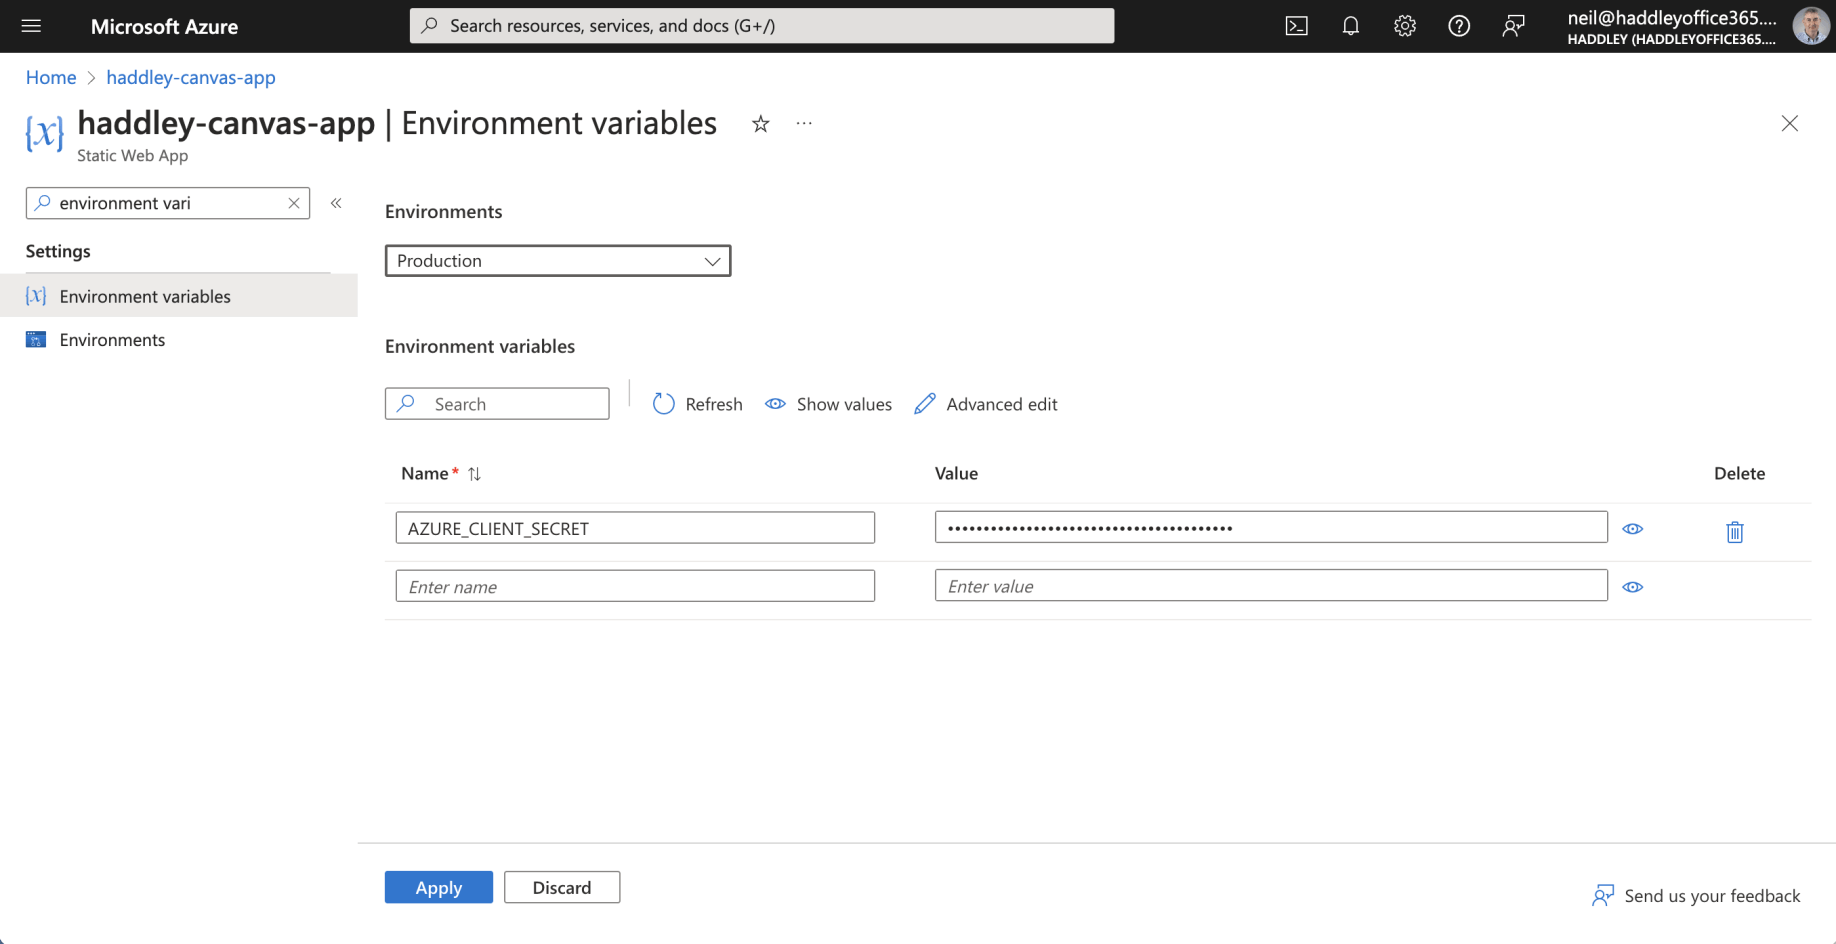 Microsoft Azure
Search resources, services, and docs (G+/)
neil@haddleyoffice365....
HADDLEY (HADDLEYOFFICE365....
Home > haddley-canvas-app
haddley-canvas-app | Environment variables
Static Web App
environment vari
Settings
Environment variables
Environments
Environments
Production
Environment variables
Search
Refresh
Show values
Advanced edit
Name*
Value
Delete
AZURE_CLIENT_SECRET
••••••••••••••••••••••••••••••••••••••••
Enter name
Enter value
Apply
Discard
Send us your feedback